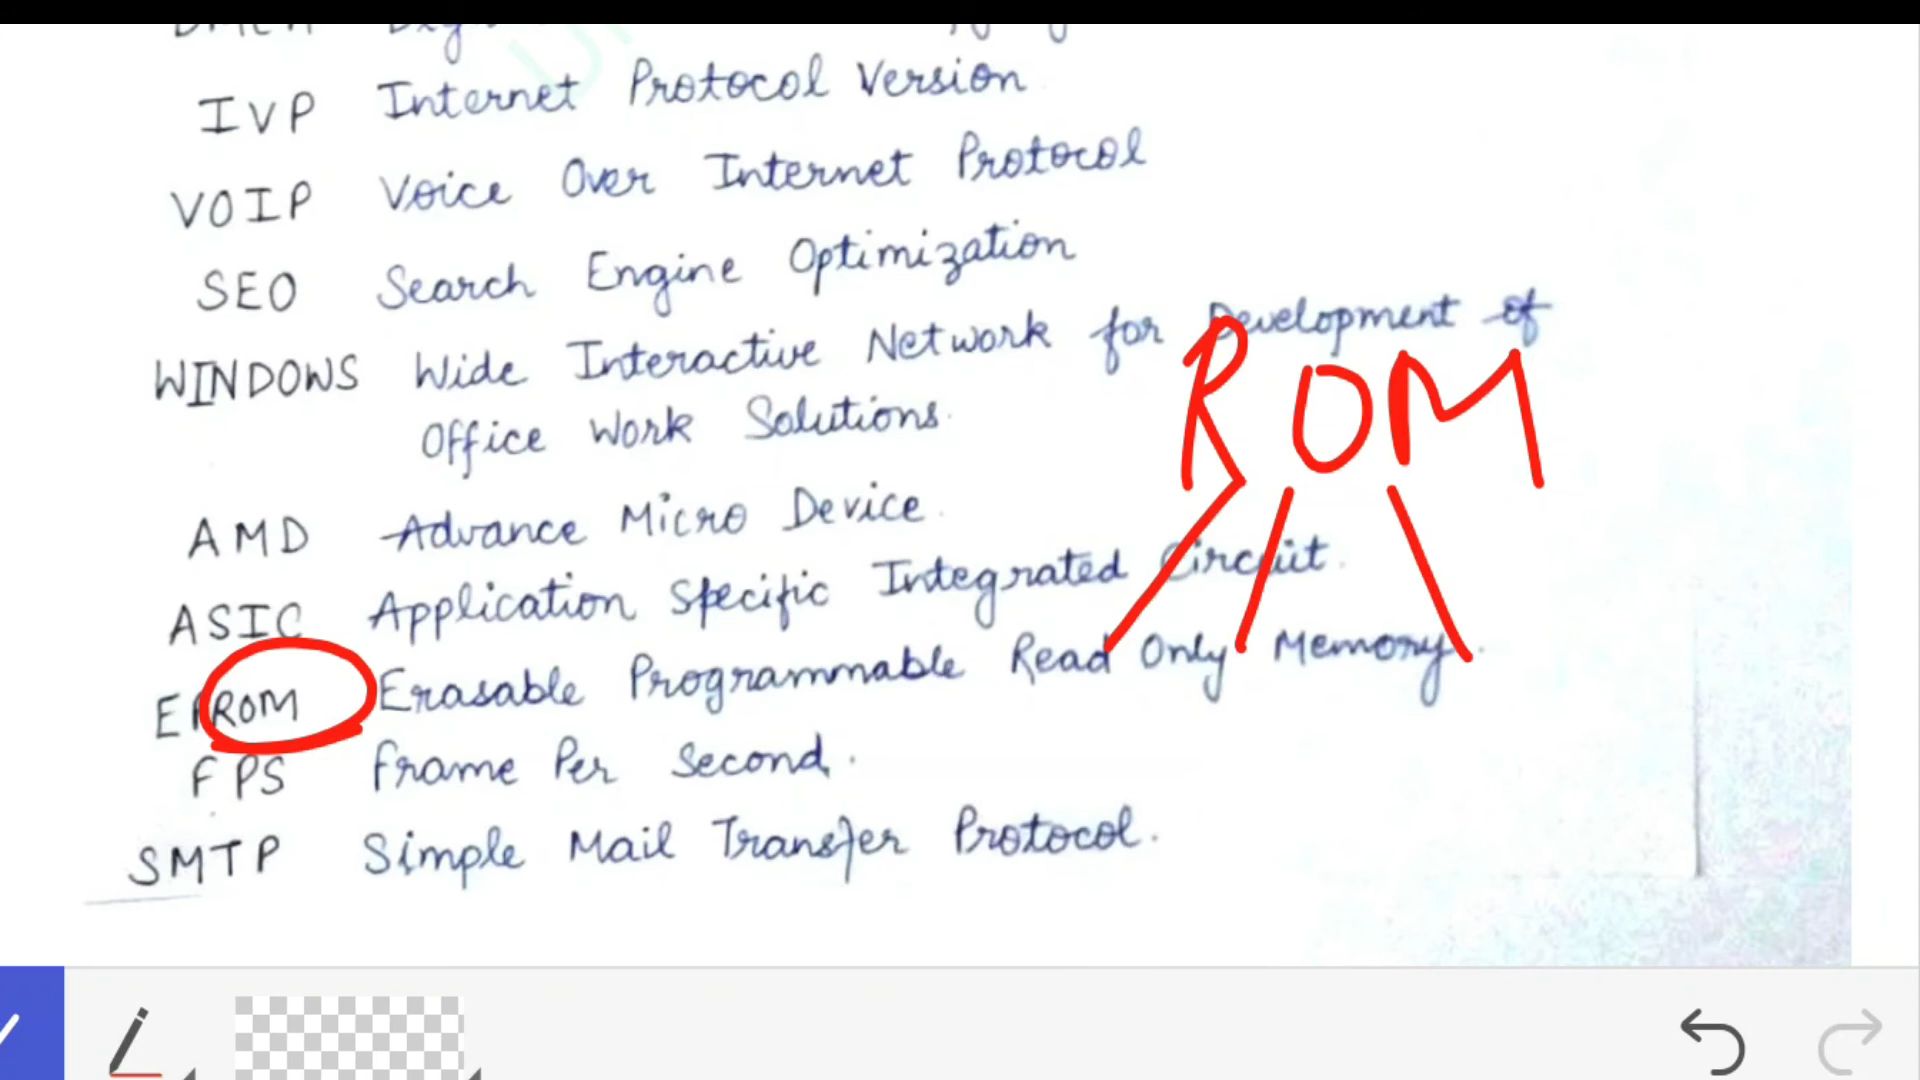 IVP Internet Protocol Version
VOIP Voice Over Internet Protocol
SEO Search Engine Optimization
WINDOWS Wide Interactive Network for Development of
Office Work Solutions.
ROM
AMD Advance Micro Device
ASIC Application Specific Integrated Circuit.
EPROM Erasable Programmable Read Only Memory.
FPS Frame Per Second.
SMTP Simple Mail Transfer Protocol.